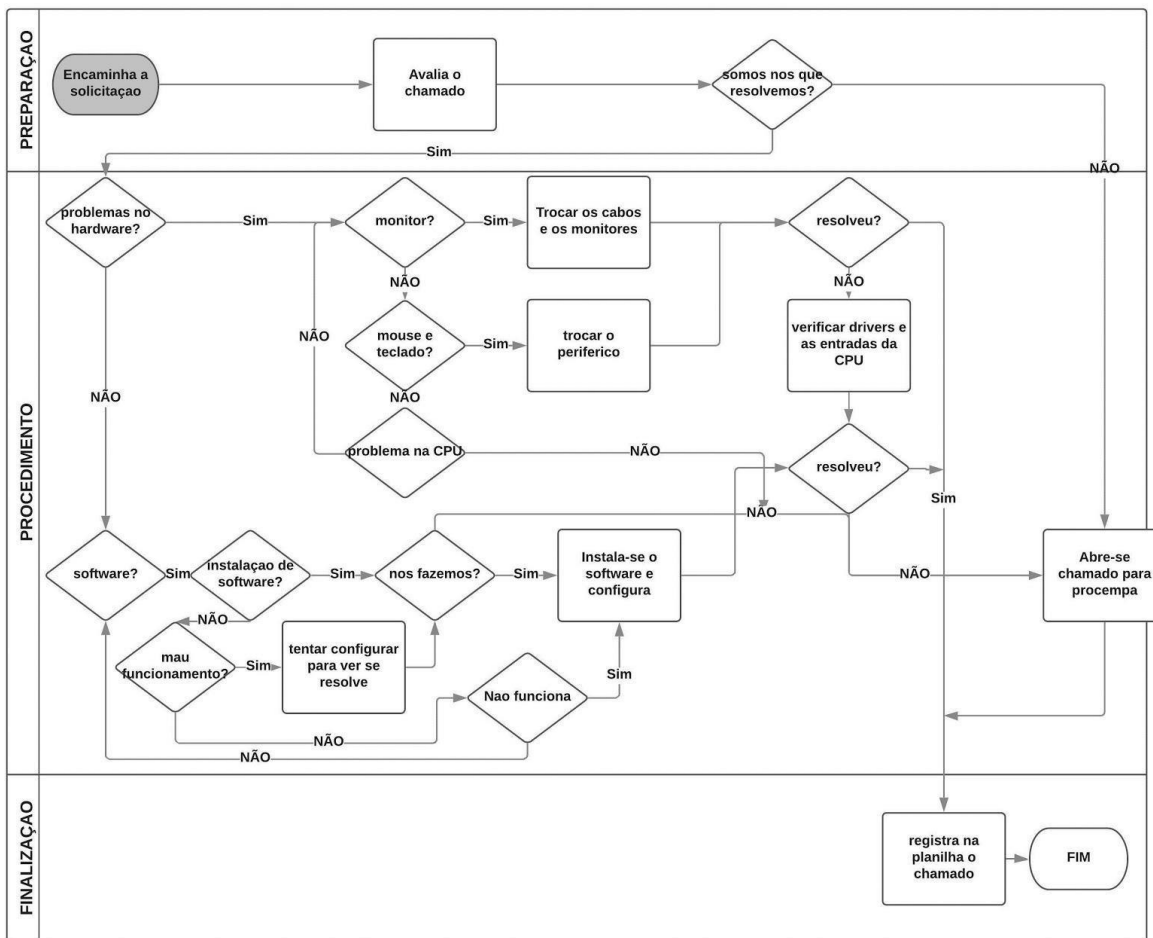 PREPARAÇAO
Encaminha a
solicitaçao
Avalia o
chamado
somos nos que
resolvemos?
Sim
NÃO
PROCEDIMENTO
problemas no
hardware?
Sim
monitor?
Sim
Trocar os cabos
e os monitores
resolveu?
NÃO
NÃO
NÃO
mouse e
teclado?
Sim
trocar o
periferico
verificar drivers e
as entradas da
CPU
NÃO
NÃO
problema na CPU
NÃO
resolveu?
Sim
NÃO
software?
Sim
instalaçao de
software?
Sim
nos fazemos?
Sim
Instala-se o
software e
configura
NÃO
Abre-se
chamado para
procempa
NÃO
mau
funcionamento?
Sim
tentar configurar
para ver se
resolve
Nao funciona
Sim
NÃO
NÃO
FINALIZAÇAO
registra na
planilha o
chamado
FIM